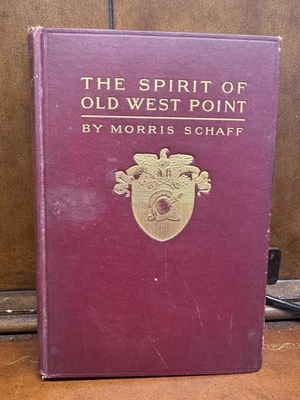 THE SPIRIT OF
OLD WEST POINT
BY MORRIS SCHAFF